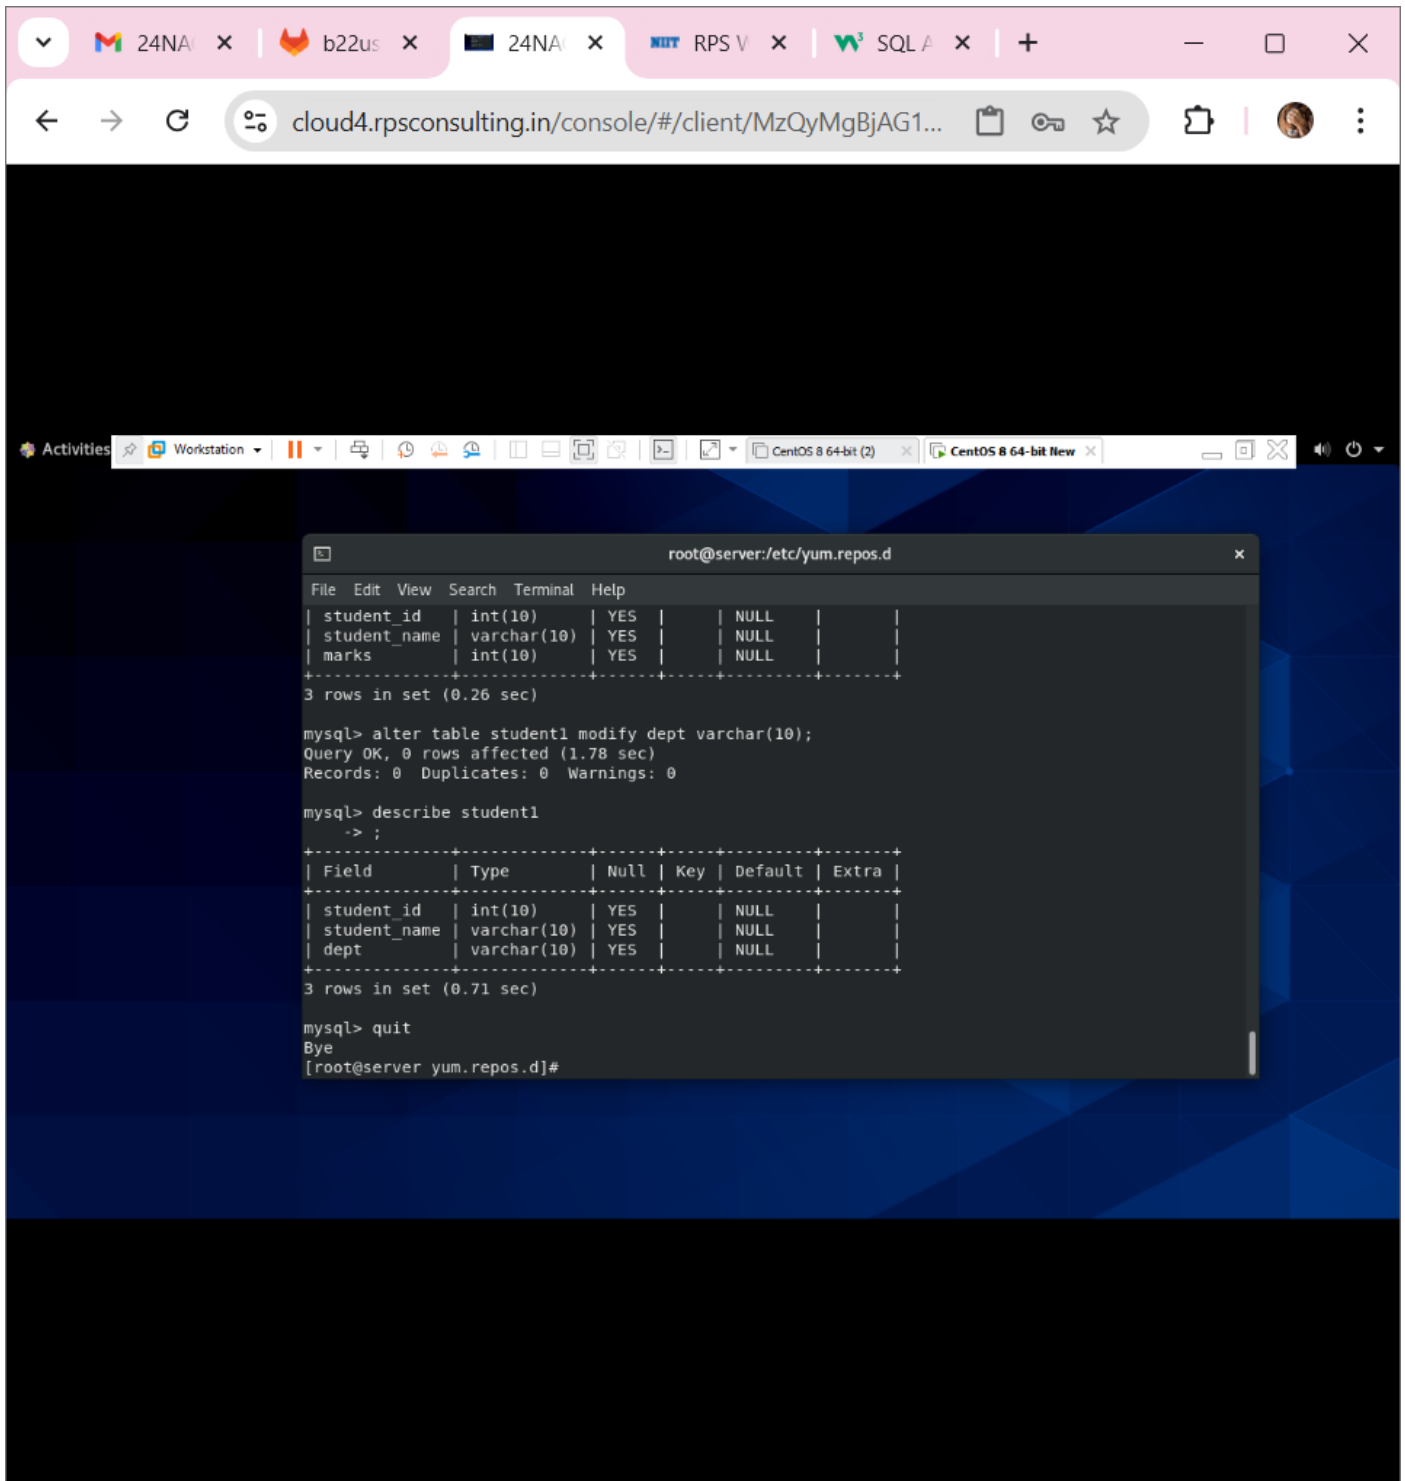 24NA
b22us
24NA
NIIT RPS V
SQL A
cloud4.rpsconsulting.in/console/#/client/MzQyMgBjAG1...
Activities
Workstation
CentOS 8 64-bit (2)
CentOS 8 64-bit New
root@server:/etc/yum.repos.d
File Edit View Search Terminal Help
| student_id   | int(10)     | YES  |     | NULL    |       |
| student_name | varchar(10) | YES  |     | NULL    |       |
| marks        | int(10)     | YES  |     | NULL    |       |
+--------------+-------------+------+-----+---------+-------+
3 rows in set (0.26 sec)
mysql> alter table student1 modify dept varchar(10);
Query OK, 0 rows affected (1.78 sec)
Records: 0  Duplicates: 0  Warnings: 0
mysql> describe student1
    -> ;
+--------------+-------------+------+-----+---------+-------+
| Field        | Type        | Null | Key | Default | Extra |
+--------------+-------------+------+-----+---------+-------+
| student_id   | int(10)     | YES  |     | NULL    |       |
| student_name | varchar(10) | YES  |     | NULL    |       |
| dept         | varchar(10) | YES  |     | NULL    |       |
+--------------+-------------+------+-----+---------+-------+
3 rows in set (0.71 sec)
mysql> quit
Bye
[root@server yum.repos.d]#